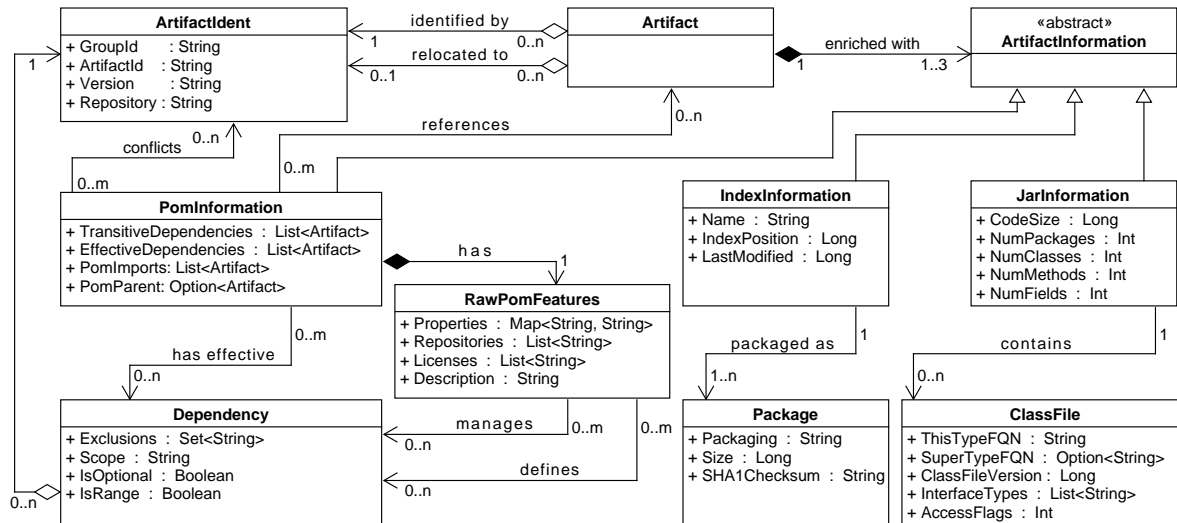 ArtifactIdent
+ GroupId : String
+ ArtifactId : String
+ Version : String
+ Repository : String
identified by
1
0..n
relocated to
0..1
0..n
Artifact
enriched with
1
1..3
«abstract»
ArtifactInformation
1
conflicts
0..n
0..m
references
0..n
0..m
PomInformation
+ TransitiveDependencies : List<Artifact>
+ EffectiveDependencies : List<Artifact>
+ PomImports: List<Artifact>
+ PomParent: Option<Artifact>
has
1
IndexInformation
+ Name : String
+ IndexPosition : Long
+ LastModified : Long
JarInformation
+ CodeSize : Long
+ NumPackages : Int
+ NumClasses : Int
+ NumMethods : Int
+ NumFields : Int
RawPomFeatures
+ Properties : Map<String, String>
+ Repositories : List<String>
+ Licenses : List<String>
+ Description : String
0..m
has effective
0..n
1
packaged as
1..n
1
contains
0..n
Dependency
+ Exclusions : Set<String>
+ Scope : String
+ IsOptional : Boolean
+ IsRange : Boolean
0..n
manages
0..n
0..m
0..m
defines
0..n
Package
+ Packaging : String
+ Size : Long
+ SHA1Checksum : String
ClassFile
+ ThisTypeFQN : String
+ SuperTypeFQN : Option<String>
+ ClassFileVersion : Long
+ InterfaceTypes : List<String>
+ AccessFlags : Int